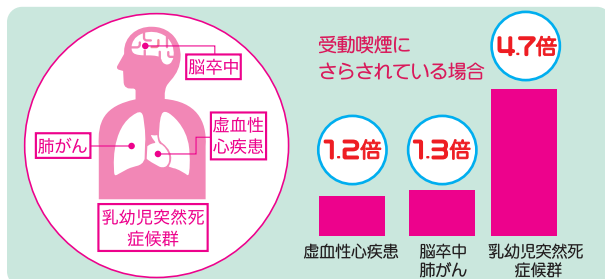 脳卒中
肺がん
虚血性
心疾患
乳幼児突然死
症候群
受動喫煙に
さらされている場合
1.2倍
1.3倍
4.7倍
虚血性心疾患
脳卒中
肺がん
乳幼児突然死
症候群